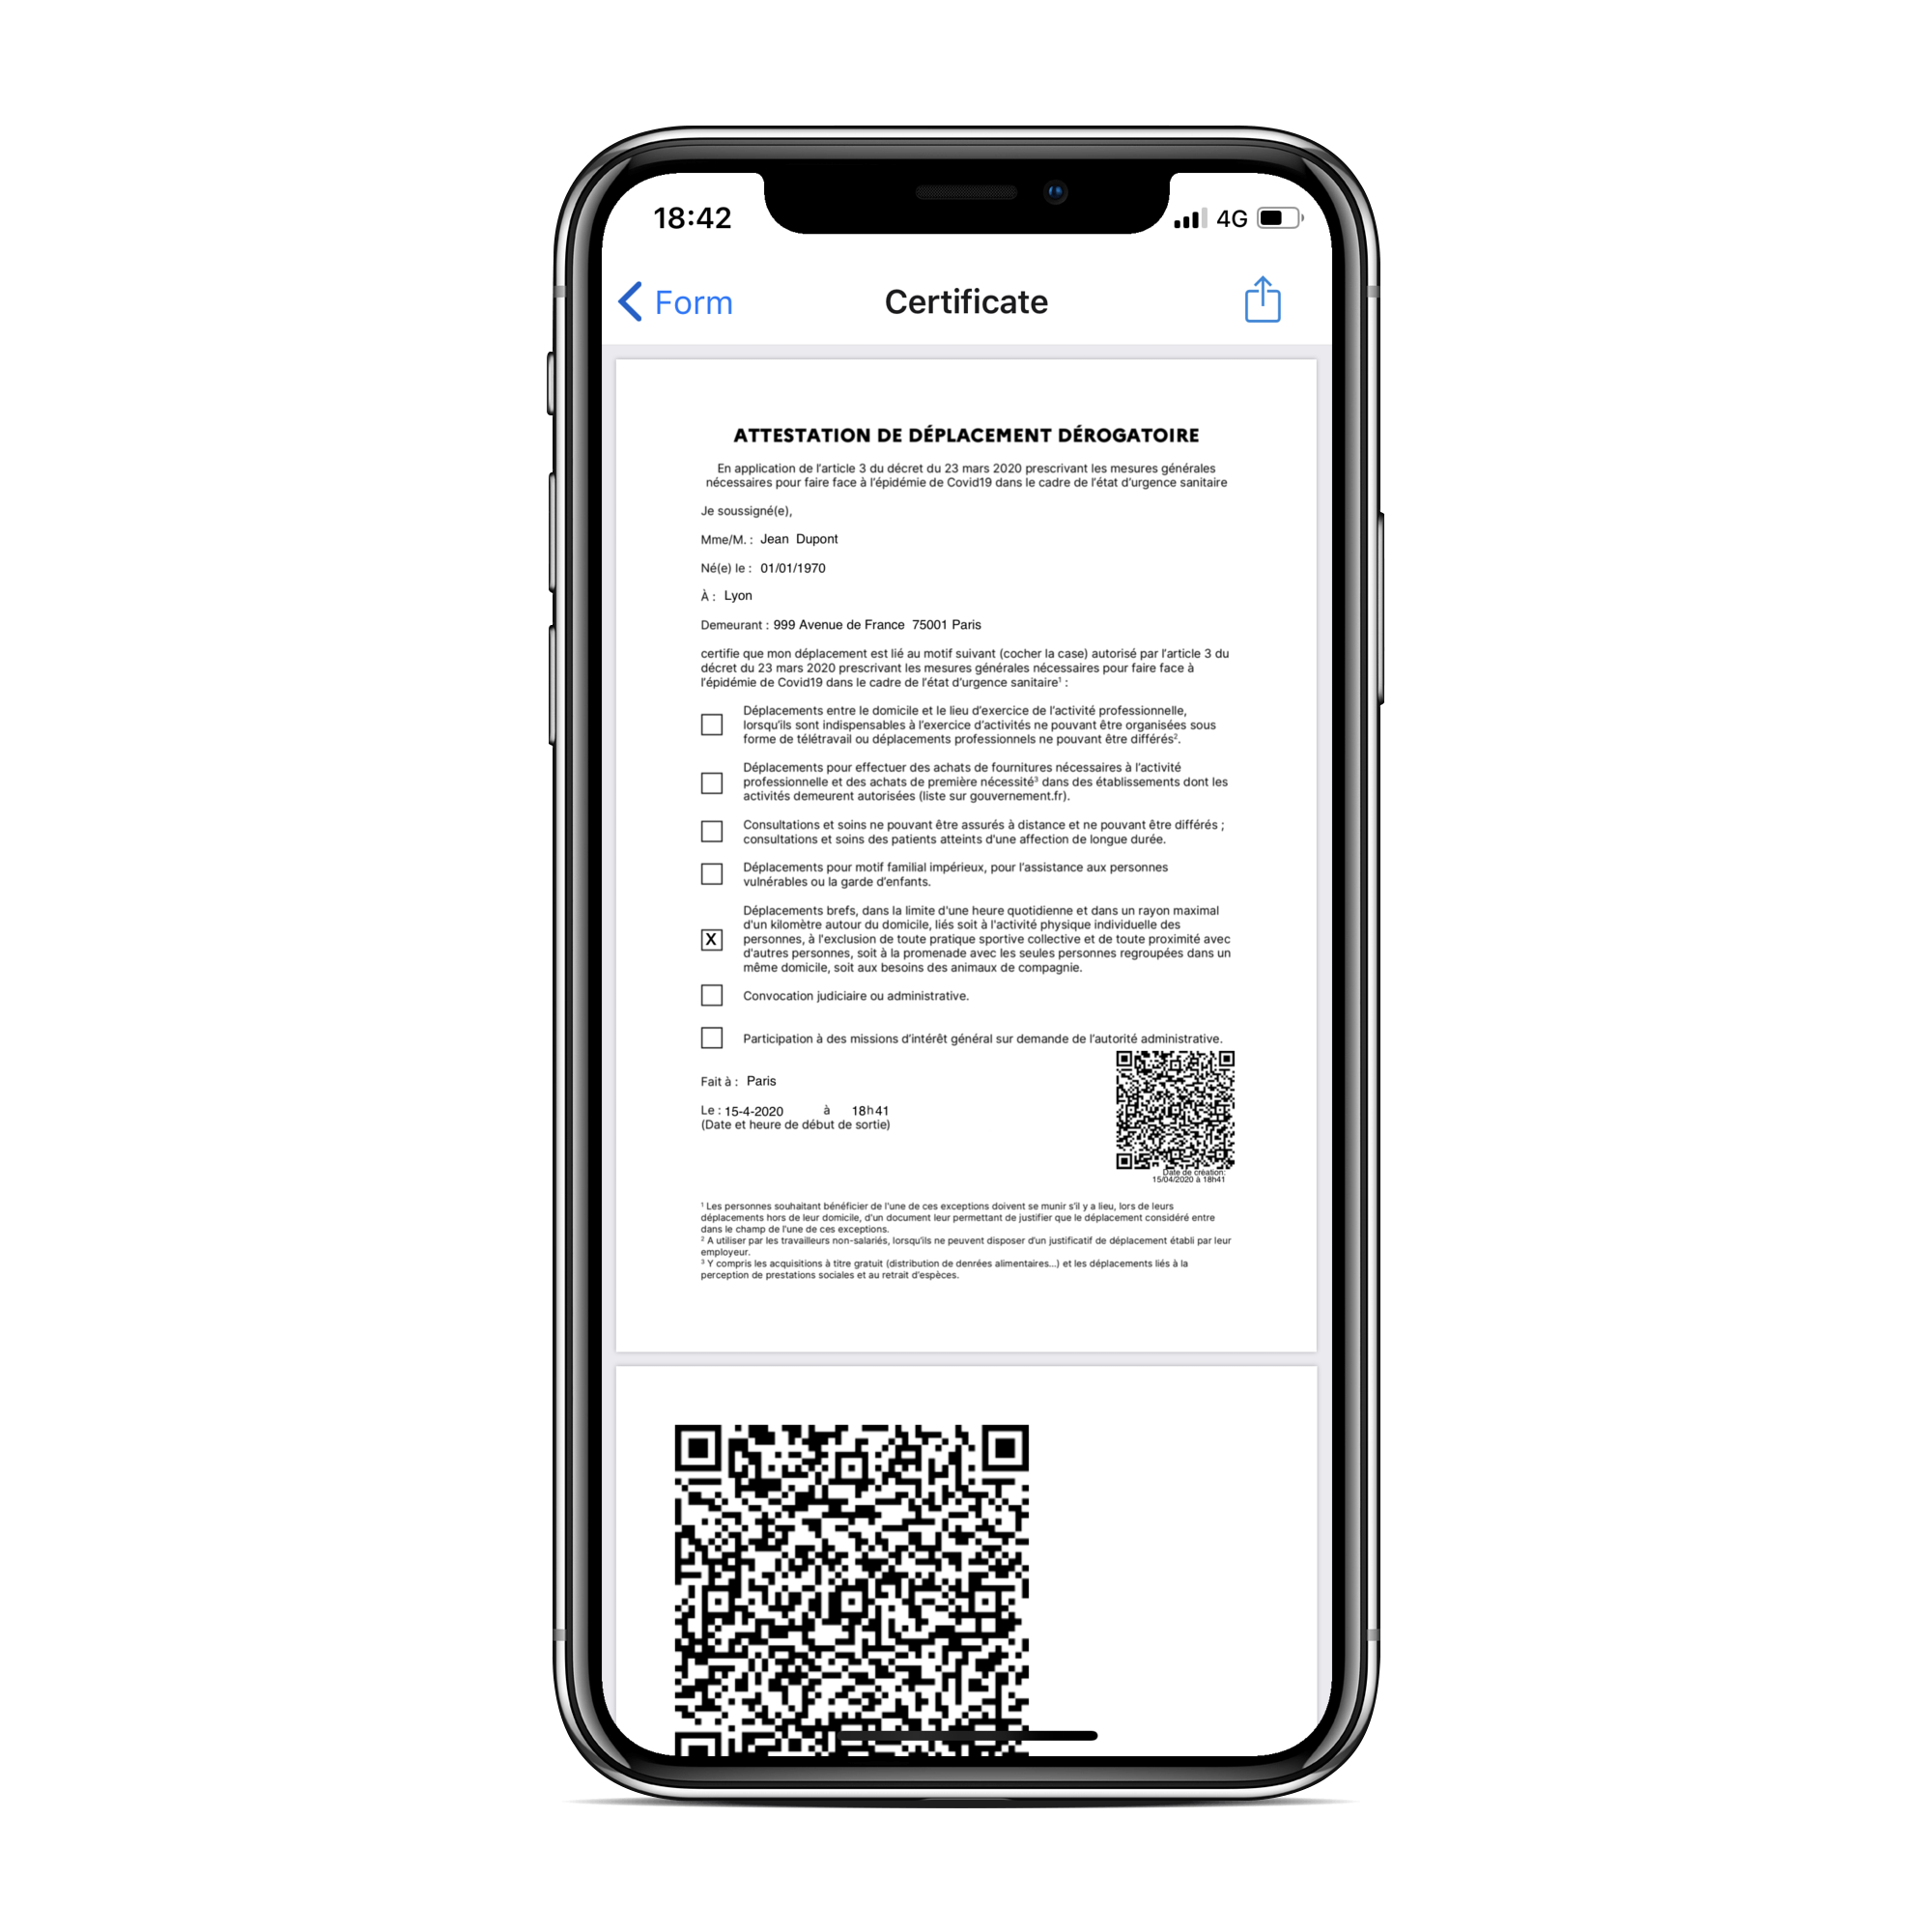 18:42
4G
Form
Certificate
ATTESTATION DE DÉPLACEMENT DÉROGATOIRE
En application de l’article 3 du décret du 23 mars 2020 prescrivant les mesures générales
nécessaires pour faire face à l’épidémie de Covid19 dans le cadre de l’état d’urgence sanitaire
Je soussigné(e),
Mme/M. : Jean Dupont
Né(e) le : 01/01/1970
À : Lyon
Demeurant : 999 Avenue de France 75001 Paris
certifie que mon déplacement est lié au motif suivant (cocher la case) autorisé par l’article 3 du
décret du 23 mars 2020 prescrivant les mesures générales nécessaires pour faire face à
l’épidémie de Covid19 dans le cadre de l’état d’urgence sanitaire¹ :
Déplacements entre le domicile et le lieu d’exercice de l’activité professionnelle,
lorsqu’ils sont indispensables à l’exercice d’activités ne pouvant être organisées sous
forme de télétravail ou déplacements professionnels ne pouvant être différés².
Déplacements pour effectuer des achats de fournitures nécessaires à l’activité
professionnelle et des achats de première nécessité³ dans des établissements dont les
activités demeurent autorisées (liste sur gouvernement.fr).
Consultations et soins ne pouvant être assurés à distance et ne pouvant être différés ;
consultations et soins des patients atteints d'une affection de longue durée.
Déplacements pour motif familial impérieux, pour l’assistance aux personnes
vulnérables ou la garde d’enfants.
Déplacements brefs, dans la limite d'une heure quotidienne et dans un rayon maximal
d'un kilomètre autour du domicile, liés soit à l'activité physique individuelle des
X personnes, à l'exclusion de toute pratique sportive collective et de toute proximité avec
d'autres personnes, soit à la promenade avec les seules personnes regroupées dans un
même domicile, soit aux besoins des animaux de compagnie.
Convocation judiciaire ou administrative.
Participation à des missions d’intérêt général sur demande de l’autorité administrative.
Fait à : Paris
Le : 15-4-2020 à 18h41
(Date et heure de début de sortie)
Date de création:
15/04/2020 à 18h41
¹ Les personnes souhaitant bénéficier de l’une de ces exceptions doivent se munir s’il y a lieu, lors de leurs
déplacements hors de leur domicile, d’un document leur permettant de justifier que le déplacement considéré entre
dans le champ de l’une de ces exceptions.
² A utiliser par les travailleurs non-salariés, lorsqu’ils ne peuvent disposer d’un justificatif de déplacement établi par leur
employeur.
³ Y compris les acquisitions à titre gratuit (distribution de denrées alimentaires...) et les déplacements liés à la
perception de prestations sociales et au retrait d’espèces.